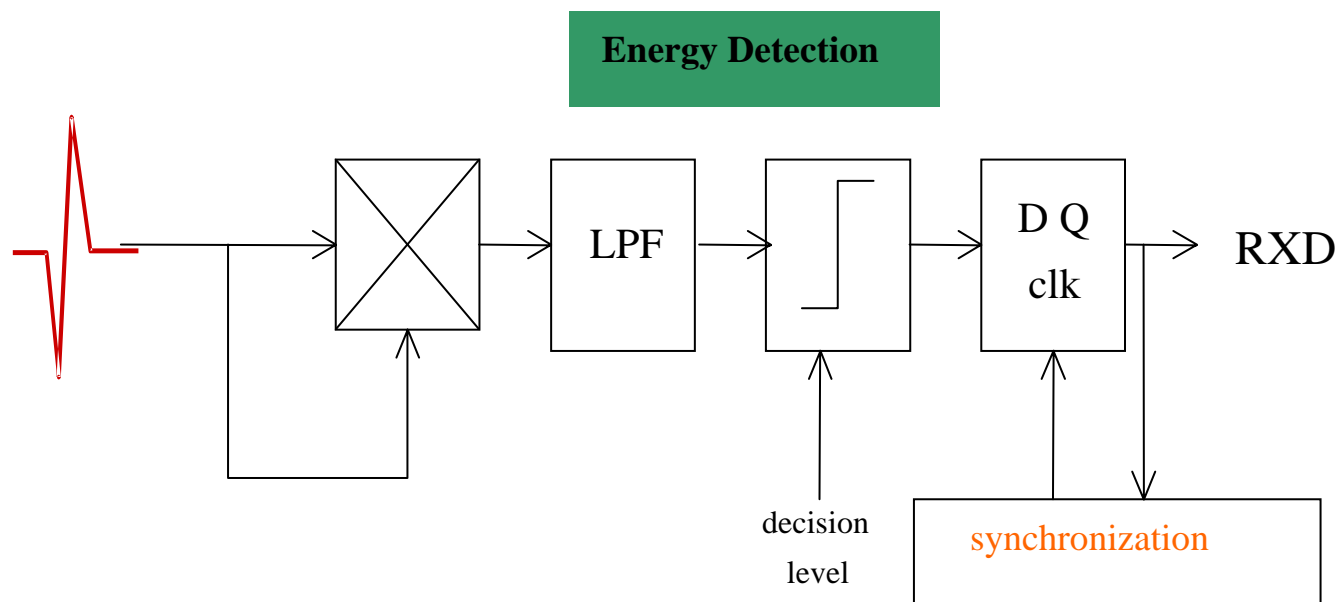 Energy Detection
LPF
D Q
clk
RXD
decision
level
synchronization